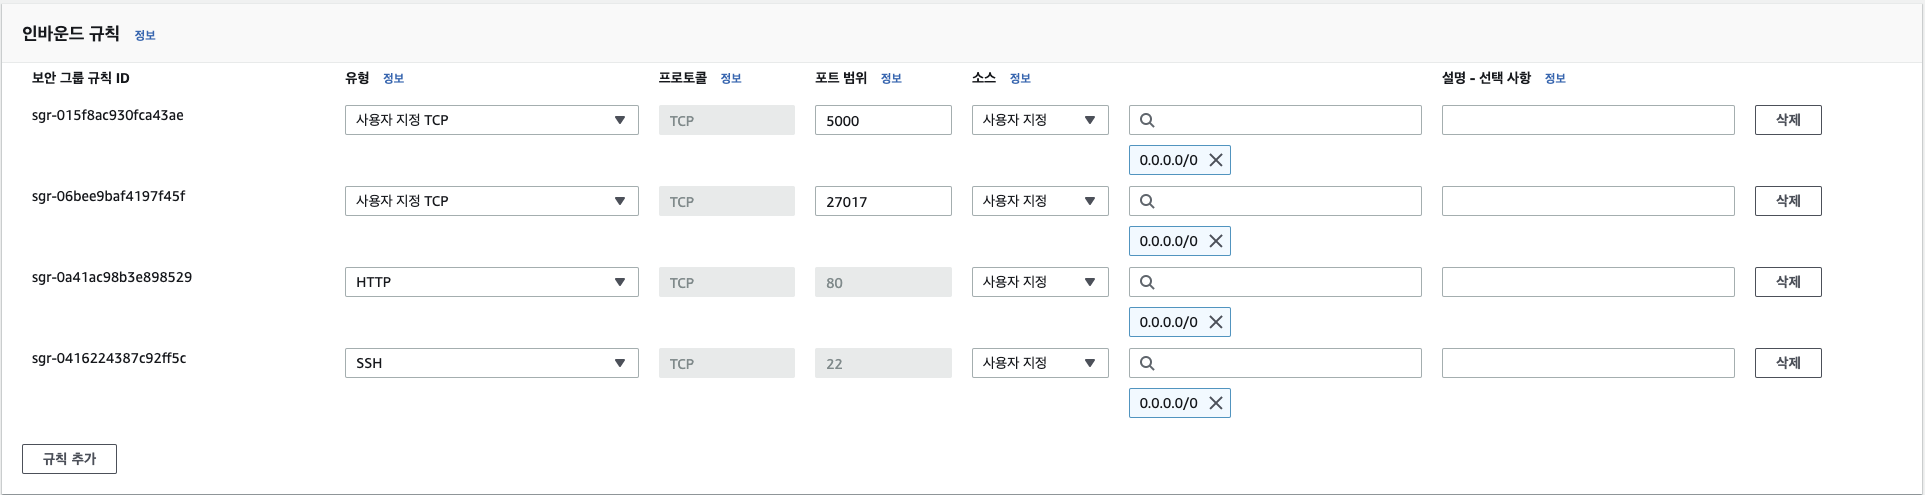 인바운드 규칙 정보
보안 그룹 규칙 ID 유형 정보 프로토콜 정보 포트 범위 정보 소스 정보 설명 - 선택 사항 정보
sgr-015f8ac930fca43ae 사용자 지정 TCP TCP 5000 사용자 지정 삭제
0.0.0.0/0
sgr-06bee9baf4197f45f 사용자 지정 TCP TCP 27017 사용자 지정 삭제
0.0.0.0/0
sgr-0a41ac98b3e898529 HTTP TCP 80 사용자 지정 삭제
0.0.0.0/0
sgr-0416224387c92ff5c SSH TCP 22 사용자 지정 삭제
0.0.0.0/0
규칙 추가